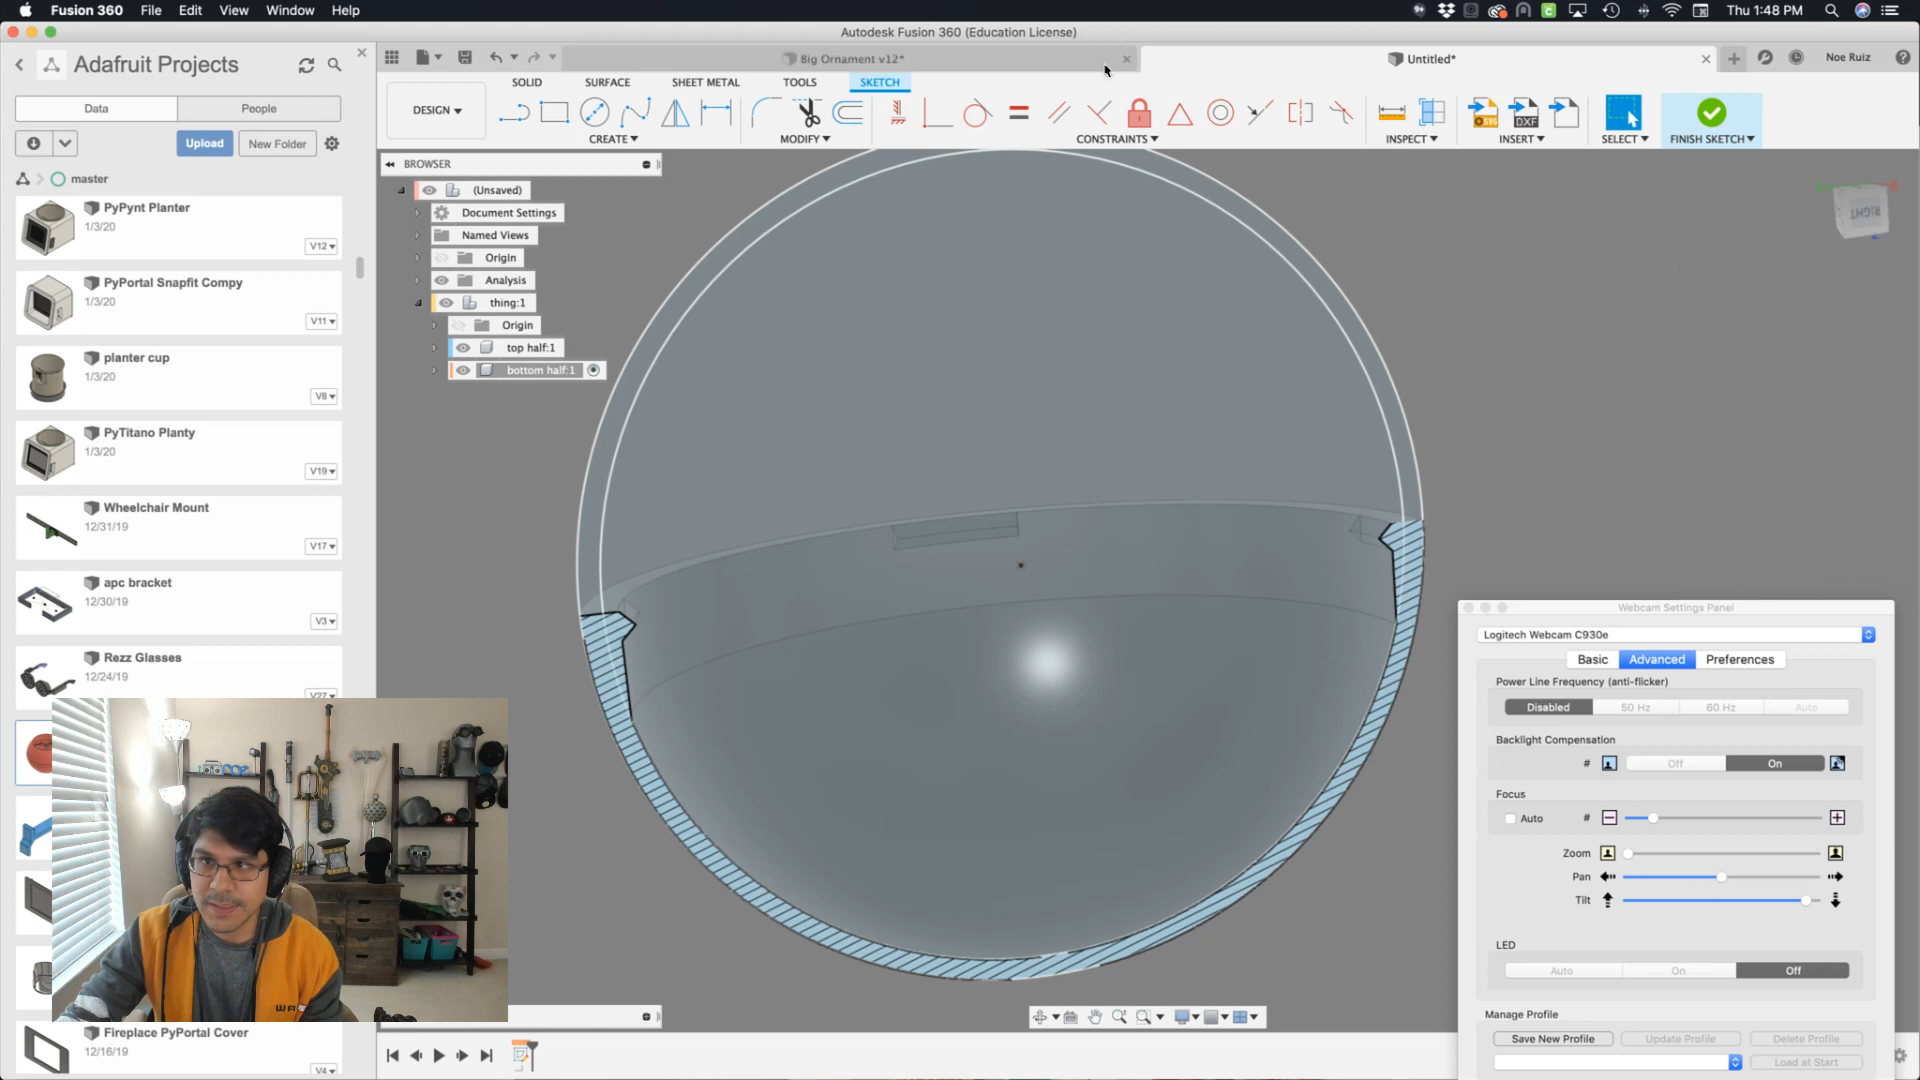 Fusion 360 File Edit View Window Help
Thu 1:48 PM
Autodesk Fusion 360 (Education License)
Adafruit Projects
Big Ornament v12*
Untitled*
Noe Ruiz
SOLID SURFACE SHEET METAL TOOLS SKETCH
DESIGN
CREATE MODIFY CONSTRAINTS INSPECT INSERT SELECT FINISH SKETCH
SVG
DXF
Data People
Upload New Folder
master
PyPynt Planter
1/3/20
V12
PyPortal Snapfit Compy
1/3/20
V11
planter cup
1/3/20
V8
PyTitano Planty
1/3/20
V19
Wheelchair Mount
12/31/19
V17
apc bracket
12/30/19
V3
Rezz Glasses
12/24/19
V27
Fireplace PyPortal Cover
12/16/19
V4
BROWSER
(Unsaved)
Document Settings
Named Views
Origin
Analysis
thing:1
Origin
top half:1
bottom half:1
RIGHT
Webcam Settings Panel
Logitech Webcam C930e
Basic Advanced Preferences
Power Line Frequency (anti-flicker)
Disabled 50 Hz 60 Hz Auto
Backlight Compensation
# Off On
Focus
Auto #
Zoom
Pan
Tilt
LED
Auto On Off
Manage Profile
Save New Profile Update Profile Delete Profile
Load at Start